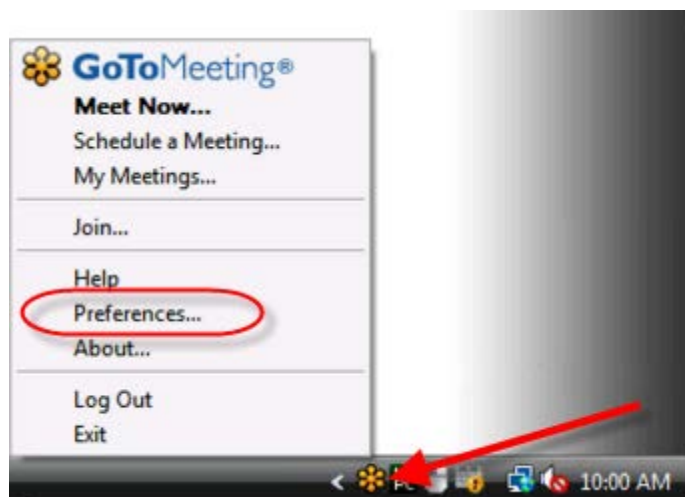 GoToMeeting®
Meet Now...
Schedule a Meeting...
My Meetings...
Join...
Help
Preferences...
About...
Log Out
Exit
10:00 AM